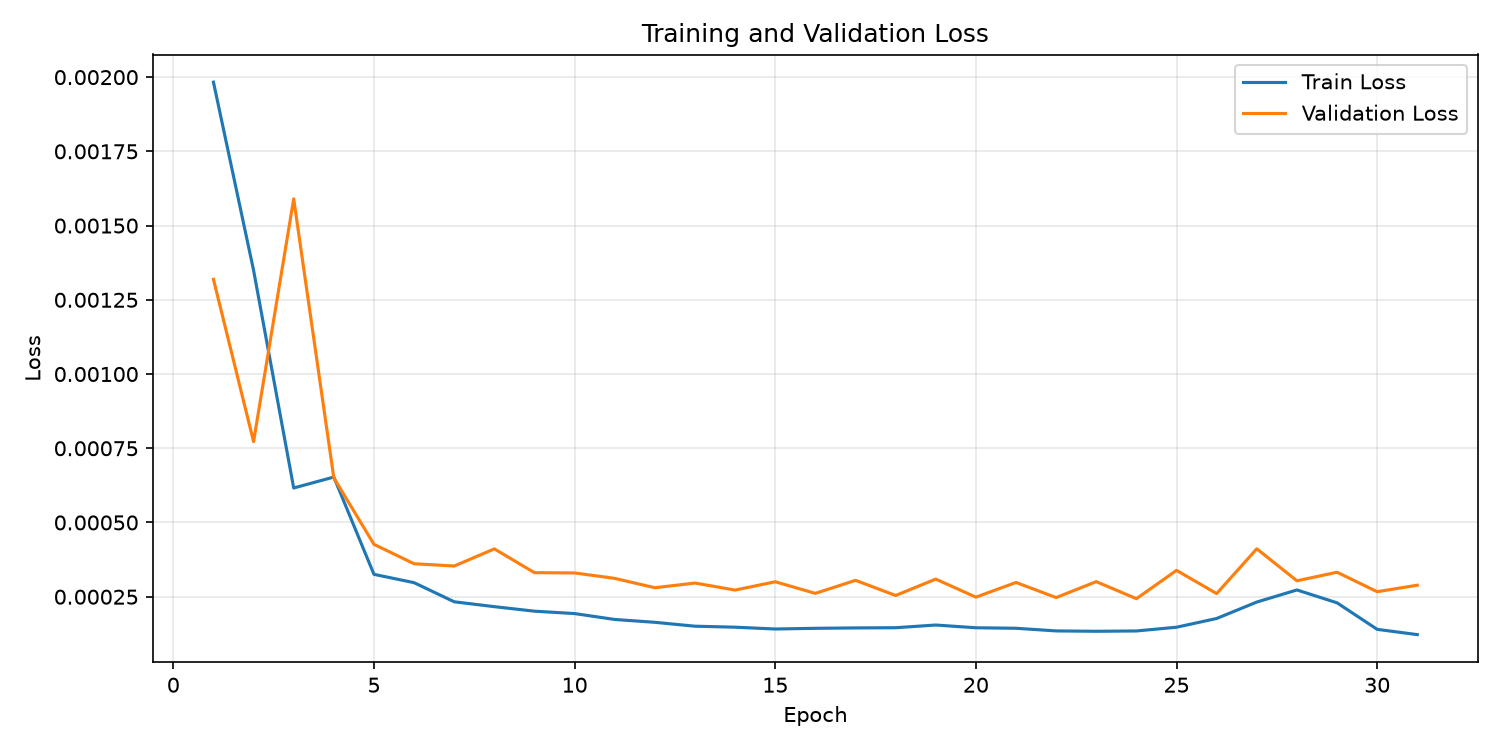 Training and Validation Loss
Train Loss
Validation Loss
0.00200
0.00175
0.00150
0.00125
0.00100
0.00075
0.00050
0.00025
Loss
0 5 10 15 20 25 30
Epoch